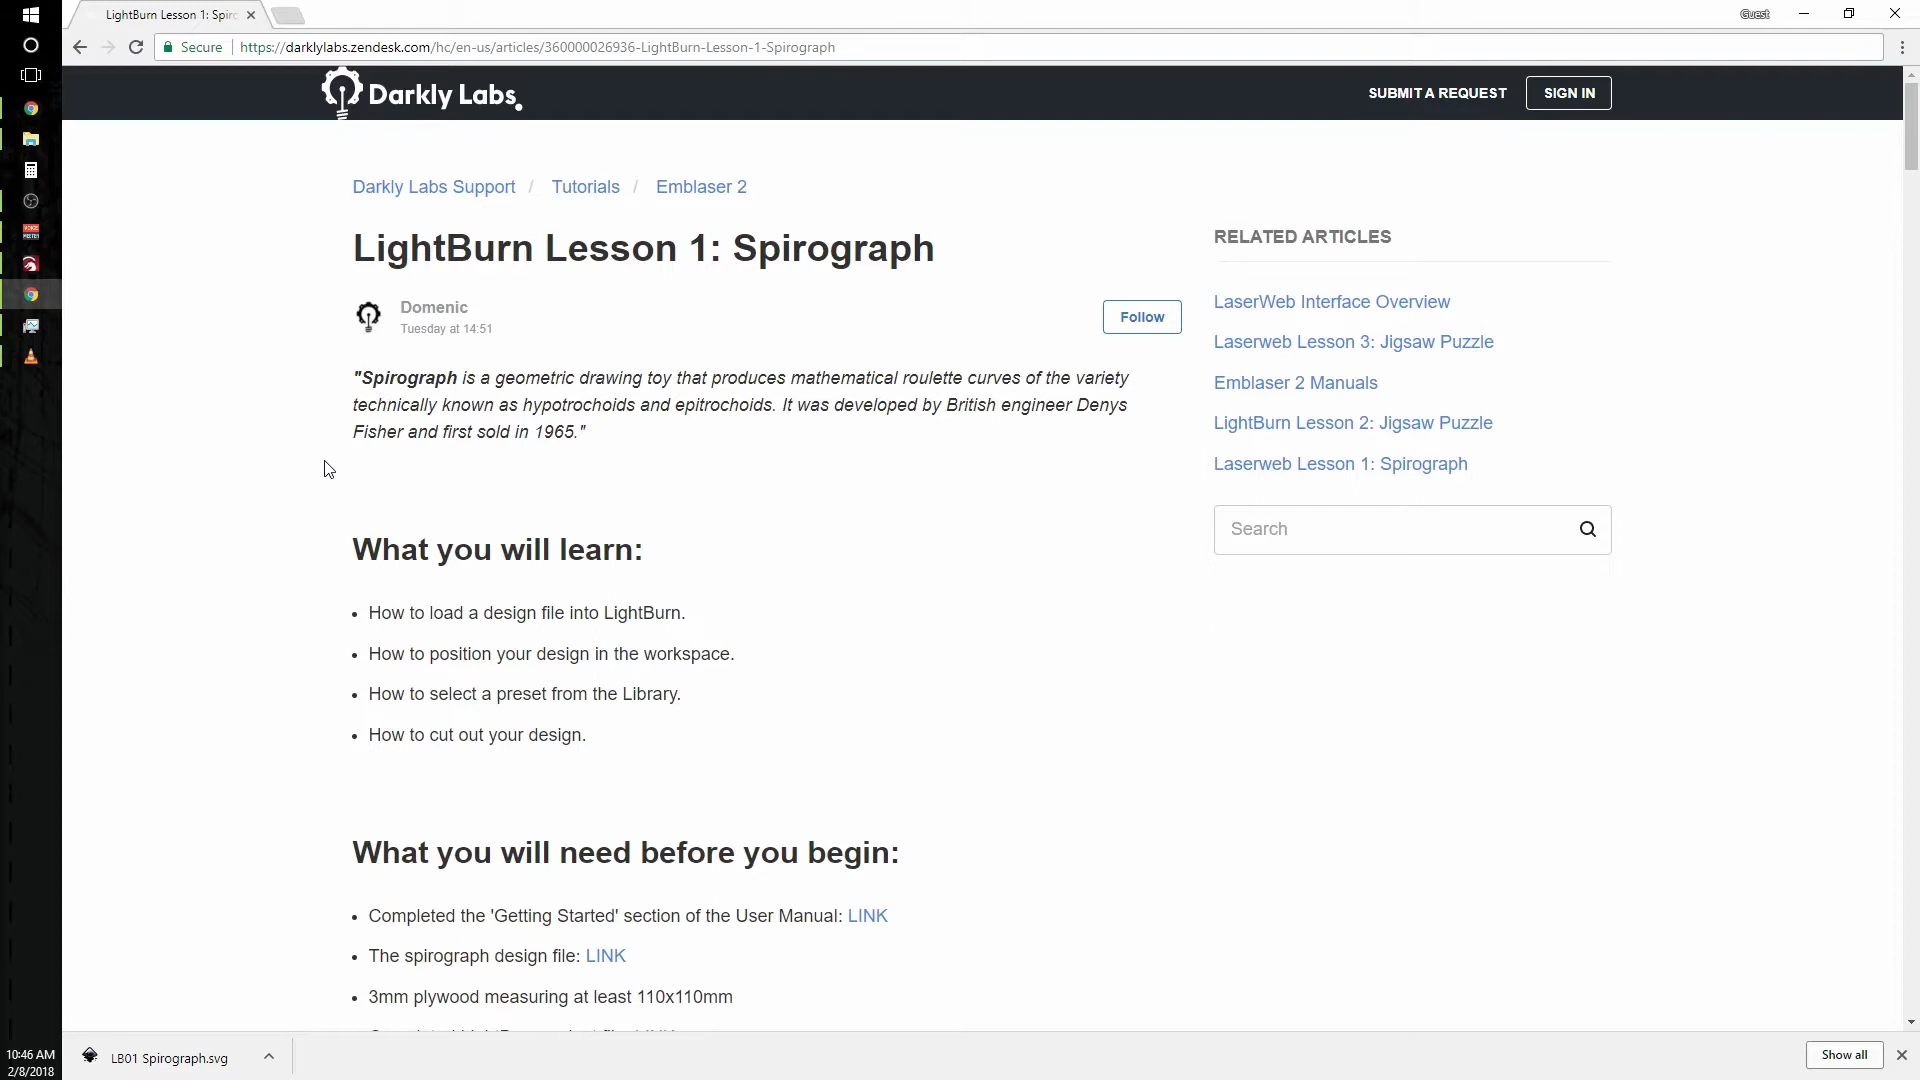 LightBurn Lesson 1: Spiro
Guest
Secure
https://darklylabs.zendesk.com/hc/en-us/articles/360000026936-LightBurn-Lesson-1-Spirograph
Darkly Labs.
SUBMIT A REQUEST
SIGN IN
Darkly Labs Support / Tutorials / Emblaser 2
LightBurn Lesson 1: Spirograph
Domenic
Tuesday at 14:51
Follow
"Spirograph is a geometric drawing toy that produces mathematical roulette curves of the variety
technically known as hypotrochoids and epitrochoids. It was developed by British engineer Denys
Fisher and first sold in 1965."
What you will learn:
• How to load a design file into LightBurn.
• How to position your design in the workspace.
• How to select a preset from the Library.
• How to cut out your design.
What you will need before you begin:
• Completed the 'Getting Started' section of the User Manual: LINK
• The spirograph design file: LINK
• 3mm plywood measuring at least 110x110mm
RELATED ARTICLES
LaserWeb Interface Overview
Laserweb Lesson 3: Jigsaw Puzzle
Emblaser 2 Manuals
LightBurn Lesson 2: Jigsaw Puzzle
Laserweb Lesson 1: Spirograph
Search
LB01 Spirograph.svg
Show all
10:46 AM
2/8/2018